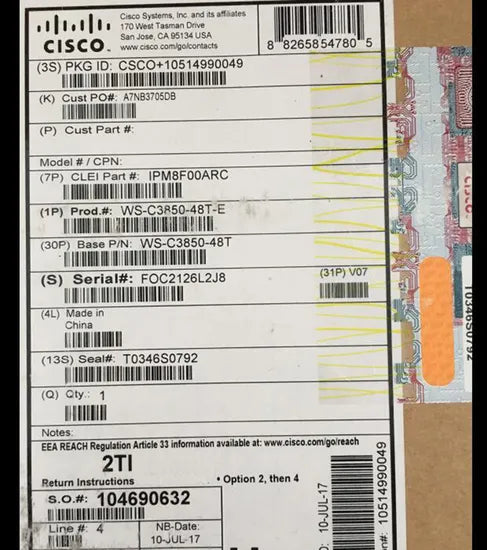 CISCO
Cisco Systems, Inc. and its affiliates
170 West Tasman Drive
San Jose, CA 95134 USA
www.cisco.com/go/contacts
8 82658 54780 5
(3S) PKG ID: CSCO+10514990049
(K) Cust PO#: A7NB3705DB
(P) Cust Part #:
Model # / CPN:
(7P) CLEI Part #: IPM8F00ARC
(1P) Prod.#: WS-C3850-48T-E
(30P) Base P/N: WS-C3850-48T
(S) Serial#: FOC2126L2J8
(31P) V07
(4L) Made in
China
(13S) Seal#: T0346S0792
(Q) Qty.: 1
Notes:
EEA REACH Regulation Article 33 information available at: www.cisco.com/go/reach
2TI
Return Instructions
• Option 2, then 4
S.O.#: 104690632
Line #: 4
NB-Date:
10-JUL-17
10-JUL-17
10514990049
T0346S0792